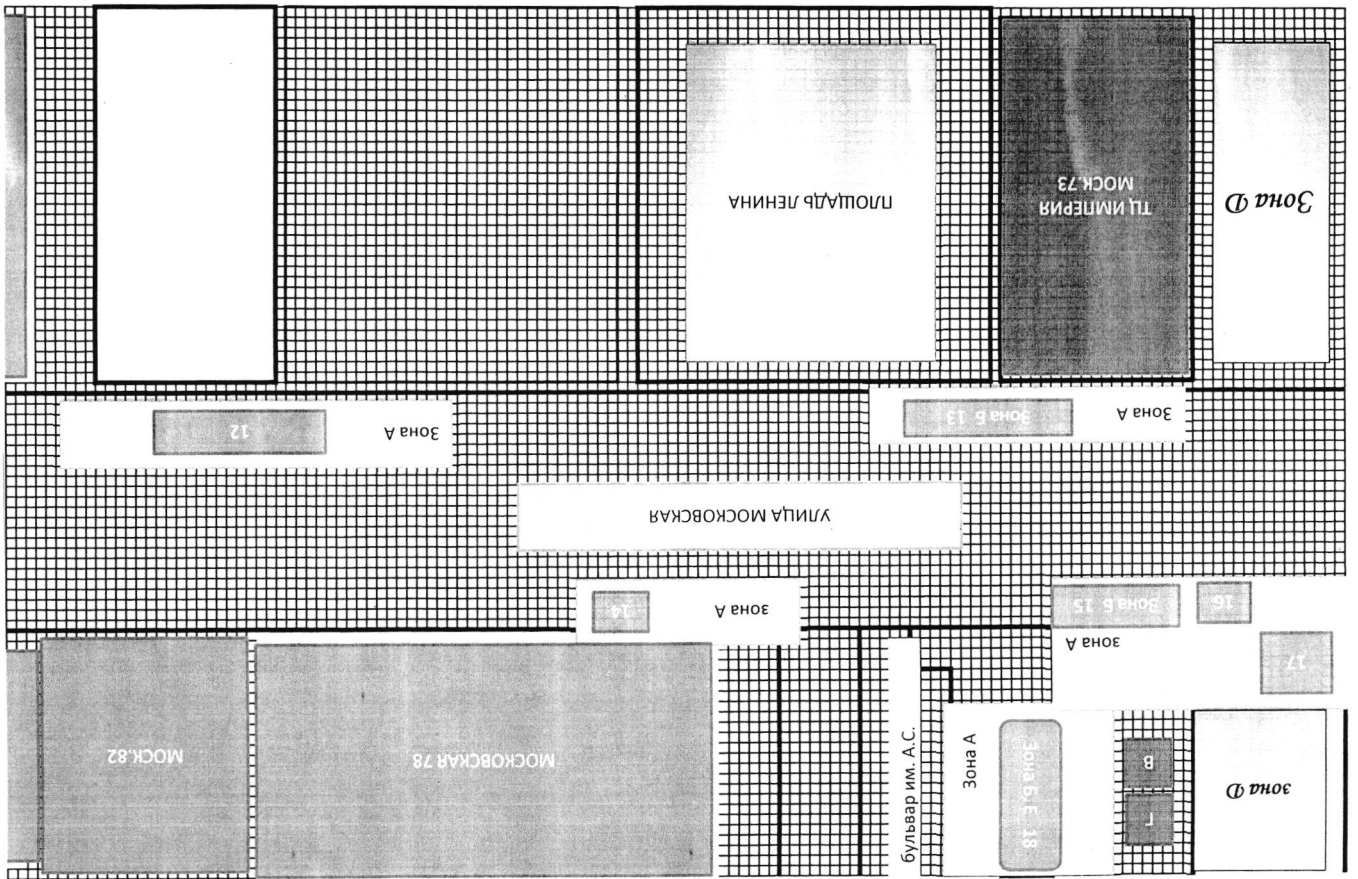 зона D
Г
В
Зона Б, Е 18
Зона А
бульвар им. А.С.
МОСКОВСКАЯ 78
МОСК.82
17
зона А
16
Зона Б 15
зона А
14
УЛИЦА МОСКОВСКАЯ
Зона А
Зона Б 13
Зона А
12
Зона D
ТЦ ИМПЕРИЯ
МОСК.73
ПЛОЩАДЬ ЛЕНИНА